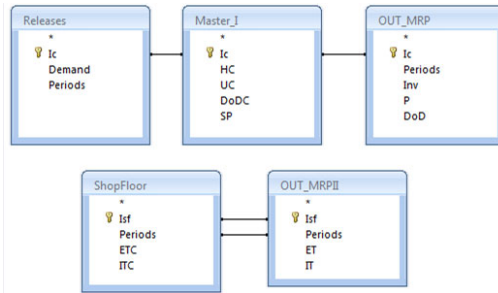 Releases
*
Ic
Demand
Periods
Master_I
*
Ic
HC
UC
DoDC
SP
OUT_MRP
*
Ic
Periods
Inv
P
DoD
ShopFloor
*
Isf
Periods
ETC
ITC
OUT_MRPII
*
Isf
Periods
ET
IT